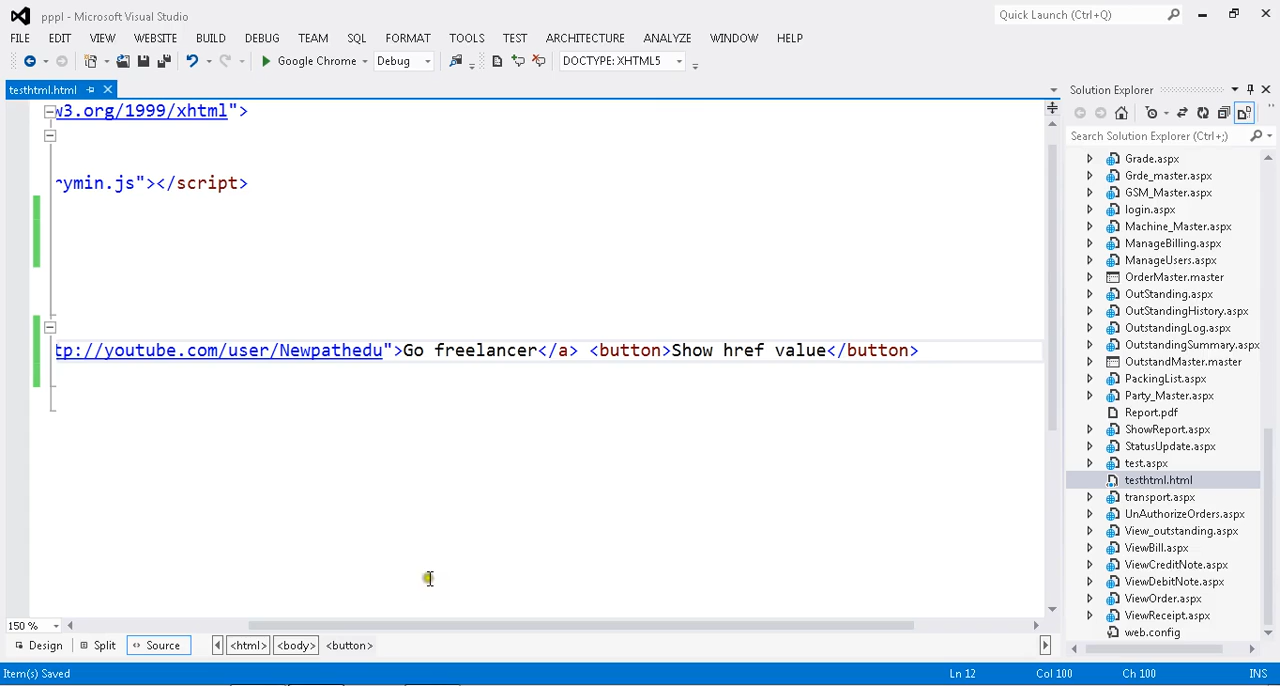 pppl - Microsoft Visual Studio
Quick Launch (Ctrl+Q)
FILE EDIT VIEW WEBSITE BUILD DEBUG TEAM SQL FORMAT TOOLS TEST ARCHITECTURE ANALYZE WINDOW HELP
Google Chrome Debug DOCTYPE: XHTML5
testhtml.html
Solution Explorer
w3.org/1999/xhtml">
Search Solution Explorer (Ctrl+;)
rymin.js"></script>
tp://youtube.com/user/Newpathedu">Go freelancer</a> <button>Show href value</button>
Grade.aspx
Grde_master.aspx
GSM_Master.aspx
login.aspx
Machine_Master.aspx
ManageBilling.aspx
ManageUsers.aspx
OrderMaster.master
OutStanding.aspx
OutStandingHistory.aspx
OutstandingLog.aspx
OutstandingSummary.aspx
OutstandMaster.master
PackingList.aspx
Party_Master.aspx
Report.pdf
ShowReport.aspx
StatusUpdate.aspx
test.aspx
testhtml.html
transport.aspx
UnAuthorizeOrders.aspx
View_outstanding.aspx
ViewBill.aspx
ViewCreditNote.aspx
ViewDebitNote.aspx
ViewOrder.aspx
ViewReceipt.aspx
web.config
150 %
Design Split Source <html> <body> <button>
Item(s) Saved Ln 12 Col 100 Ch 100 INS